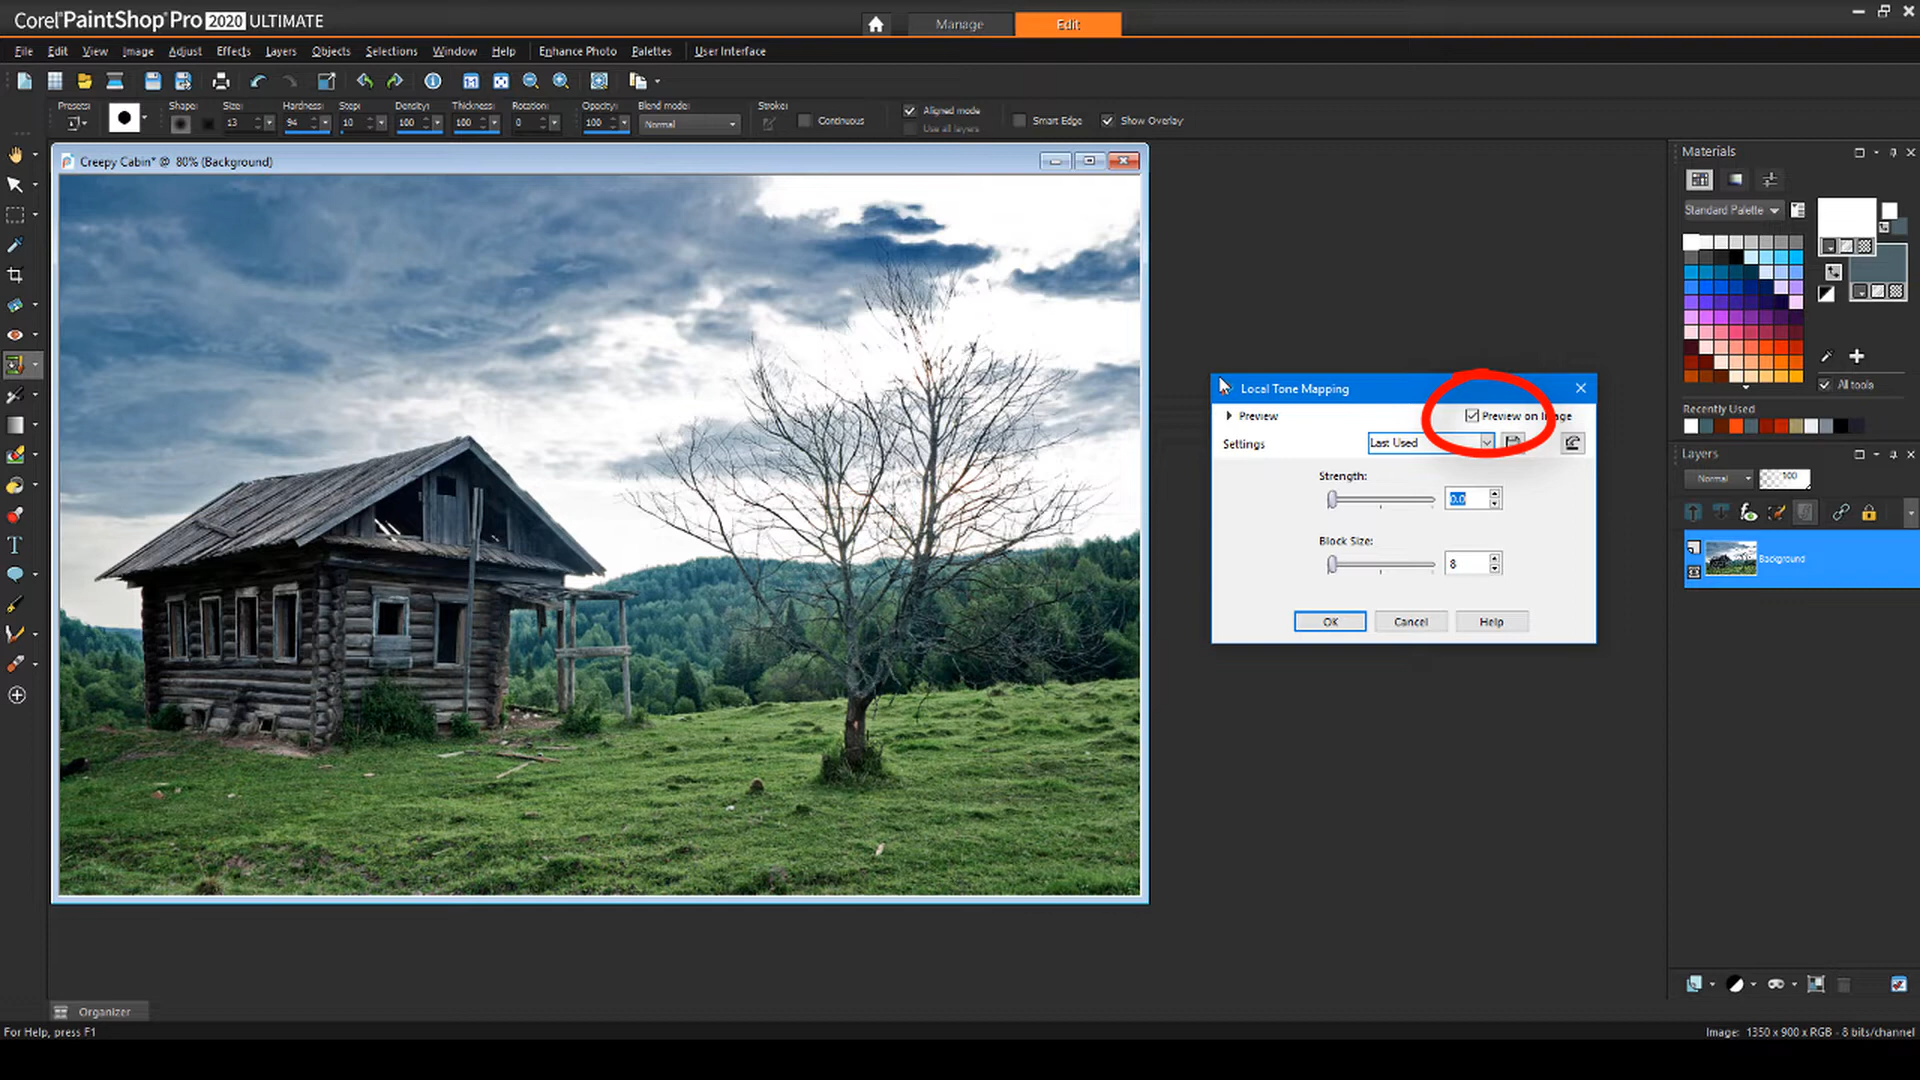 Corel PaintShop Pro 2020 ULTIMATE
Manage
Edit
File Edit View Image Adjust Effects Layers Objects Selections Window Help Enhance Photo Palettes User Interface
Presets: Shape: Size: Hardness: Step: Density: Thickness: Rotation: Opacity: Blend mode: Stroke:
13 94 10 100 100 0 100 Normal
Continuous
Aligned mode
Use all layers
Smart Edge
Show Overlay
Creepy Cabin* @ 80% (Background)
Local Tone Mapping
Preview
Preview on Image
Settings
Last Used
Strength:
0.0
Block Size:
8
OK
Cancel
Help
Materials
Standard Palette
All tools
Recently Used
Layers
Normal
100
Background
Organizer
For Help, press F1
Image: 1350 x 900 x RGB - 8 bits/channel